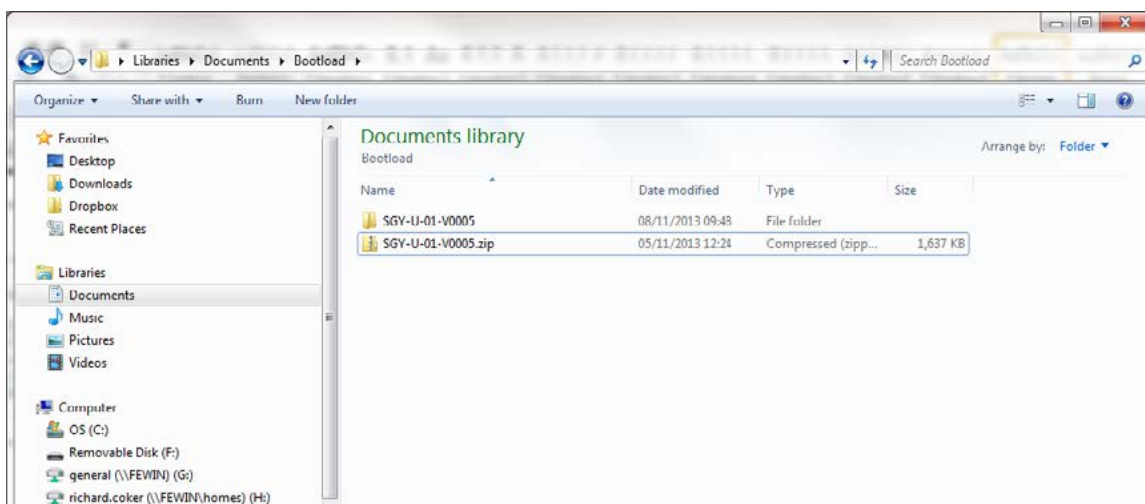 Libraries Documents Bootload
Search Bootload
Organize Share with Burn New folder
Favorites
Desktop
Downloads
Dropbox
Recent Places
Libraries
Documents
Music
Pictures
Videos
Computer
OS (C:)
Removable Disk (F:)
general (\\FEWIN) (G:)
richard.coker (\\FEWIN\homes) (H:)
Documents library
Bootload
Arrange by: Folder
Name Date modified Type Size
SGY-U-01-V0005 08/11/2013 09:48 File folder
SGY-U-01-V0005.zip 05/11/2013 12:24 Compressed (zipp... 1,637 KB